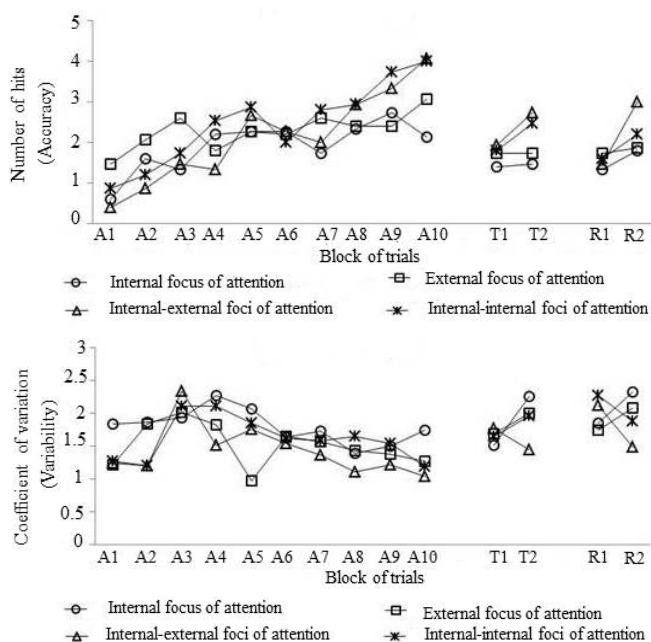 Number of hits
(Accuracy)
5
4
3
2
1
0
A1 A2 A3 A4 A5 A6 A7 A8 A9 A10 T1 T2 R1 R2
Block of trials
Internal focus of attention External focus of attention
Internal-external foci of attention Internal-internal foci of attention
Coefficient of variation
(Variability)
3
2.5
2
1.5
1
0.5
0
A1 A2 A3 A4 A5 A6 A7 A8 A9 A10 T1 T2 R1 R2
Block of trials
Internal focus of attention External focus of attention
Internal-external foci of attention Internal-internal foci of attention